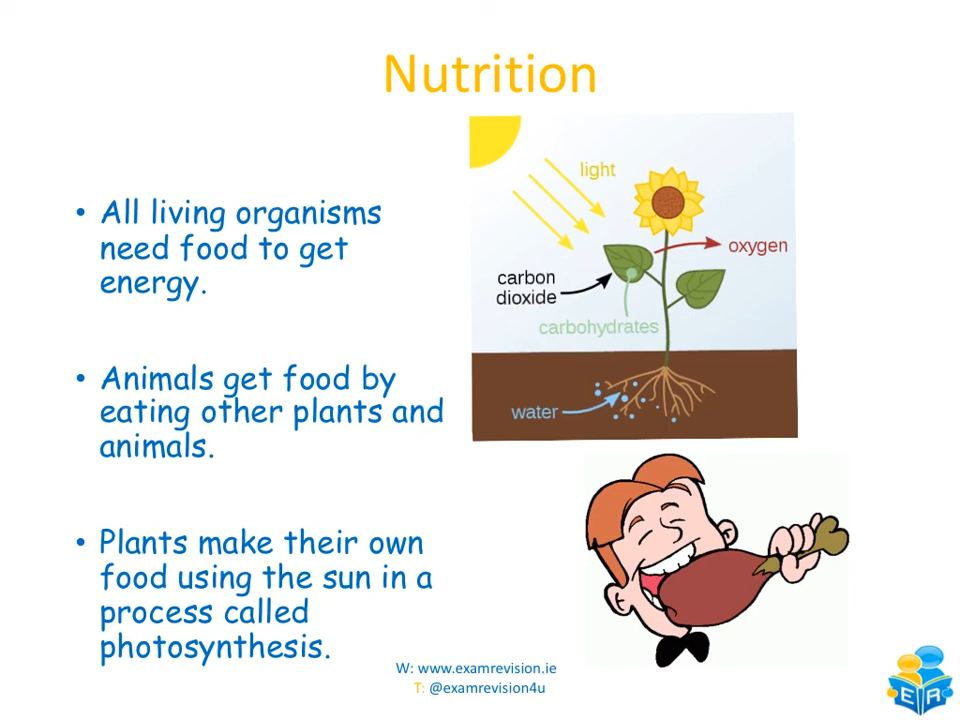 Nutrition
• All living organisms
need food to get
energy.
• Animals get food by
eating other plants and
animals.
• Plants make their own
food using the sun in a
process called
photosynthesis.
light
oxygen
carbon
dioxide
carbohydrates
water
W: www.examrevision.ie
T: @examrevision4u
E R